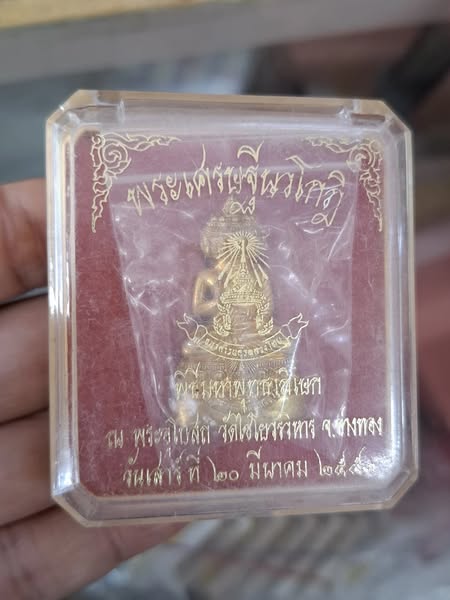 พระเศรษฐีนวโกฏิ
พิธีมหาพุทธาภิเษก
ณ พระอุโบสถ วัดไชโยวรวิหาร จ.อ่างทอง
วันเสาร์ ที่ ๒๐ มีนาคม